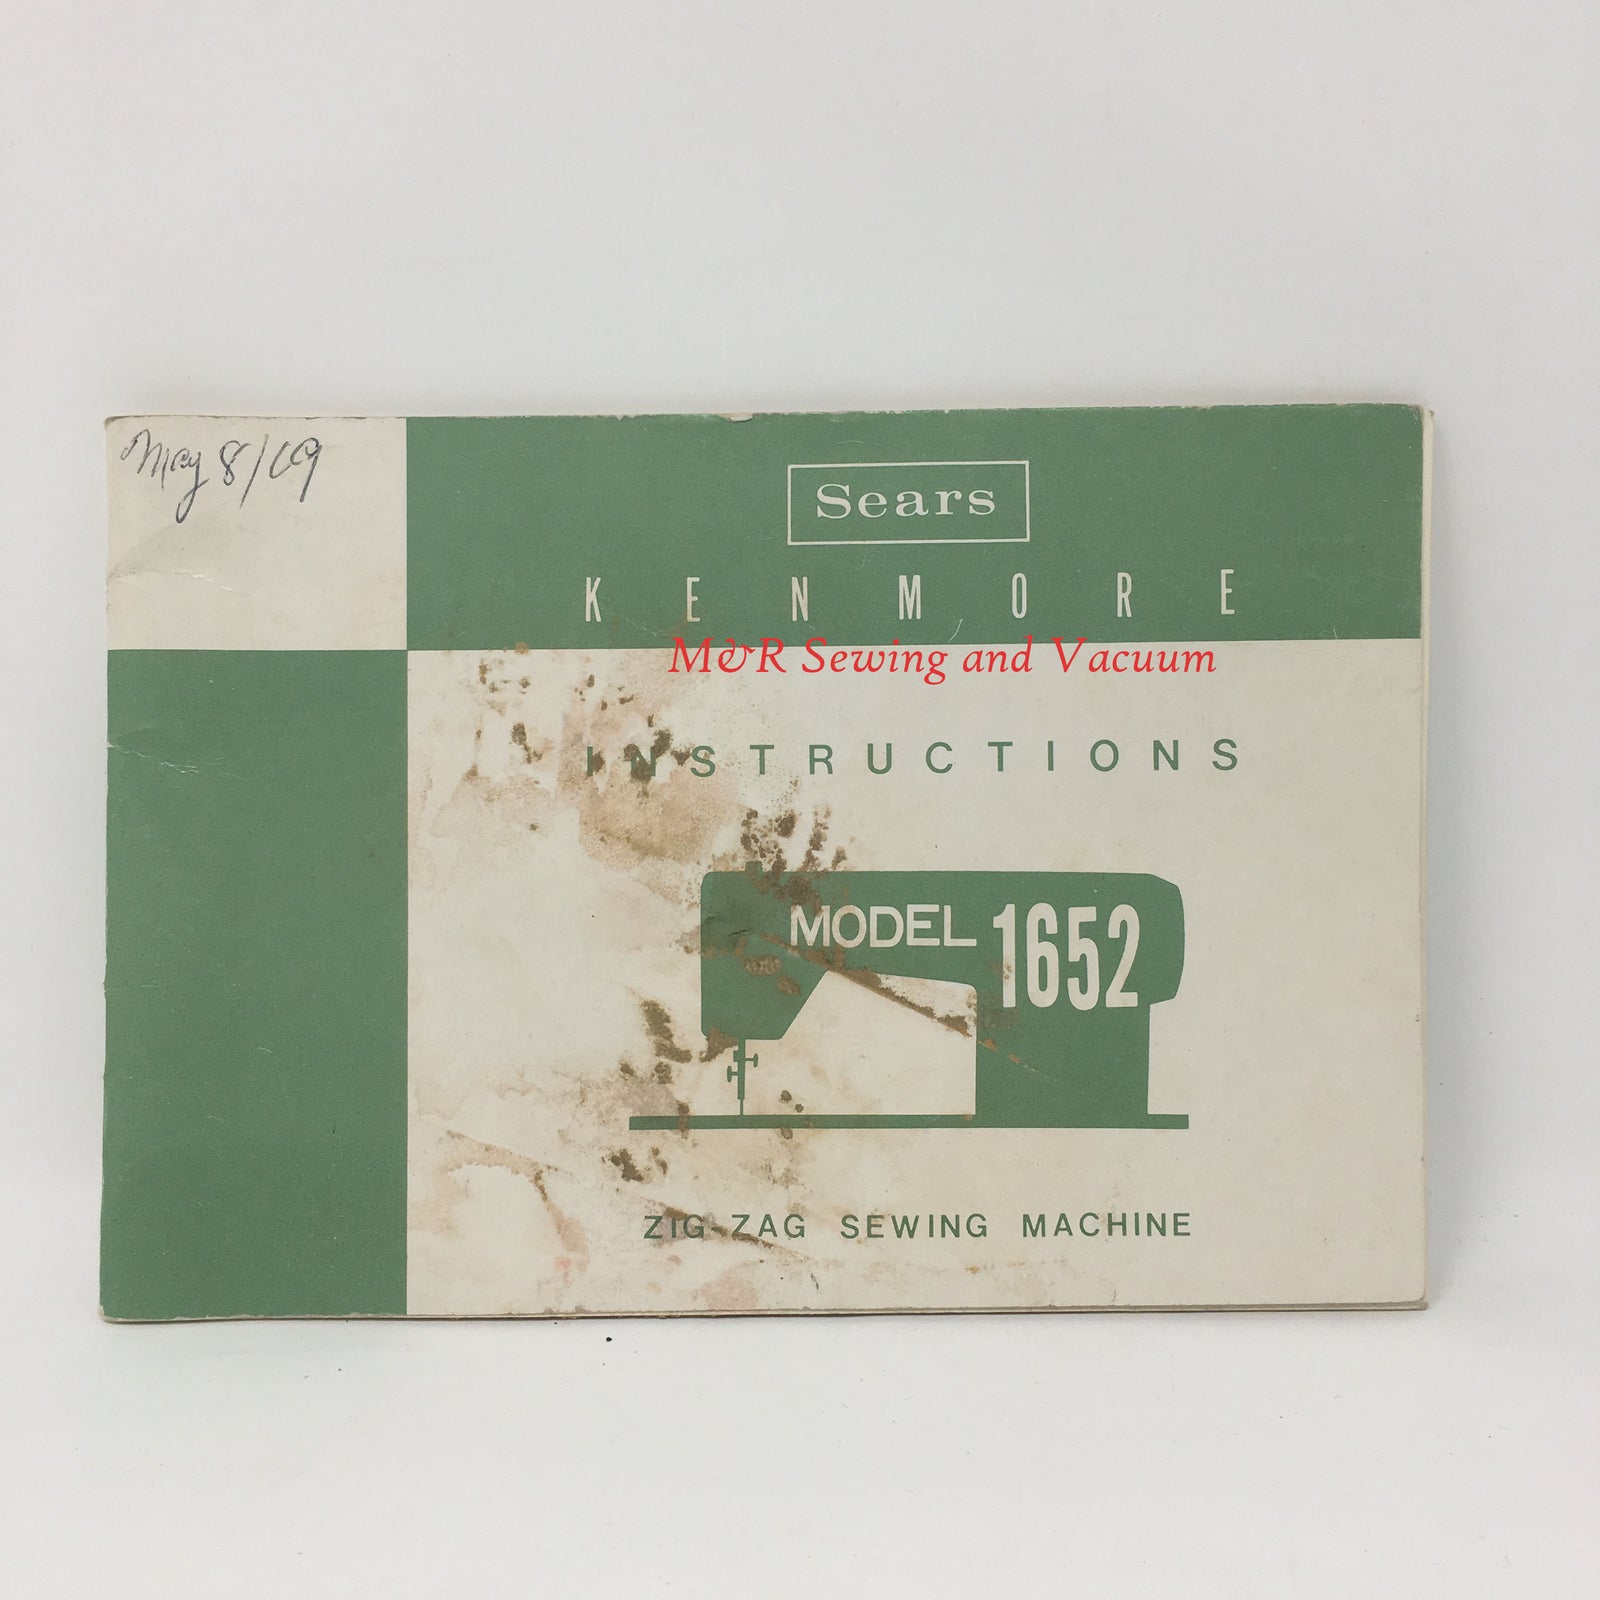 May 8/69
Sears
KENMORE
M&R Sewing and Vacuum
INSTRUCTIONS
MODEL 1652
ZIG-ZAG SEWING MACHINE